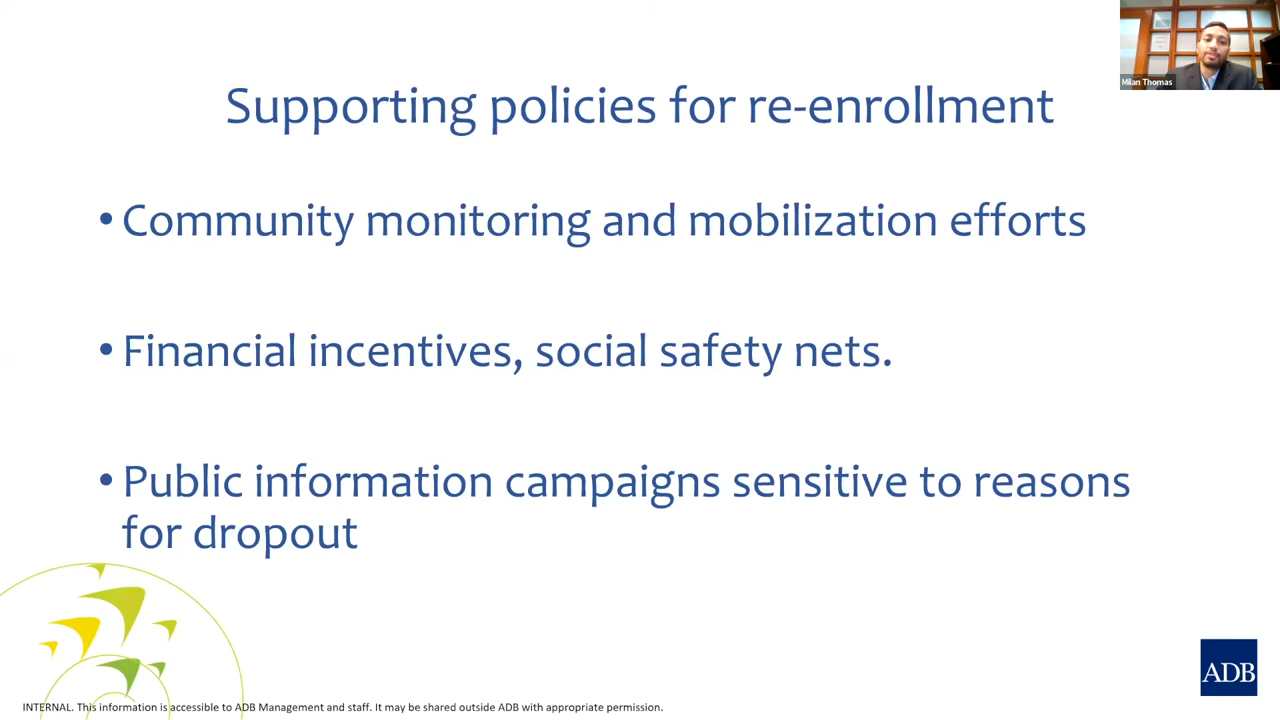 Milan Thomas
Supporting policies for re-enrollment
• Community monitoring and mobilization efforts
• Financial incentives, social safety nets.
• Public information campaigns sensitive to reasons
for dropout
ADB
INTERNAL. This information is accessible to ADB Management and staff. It may be shared outside ADB with appropriate permission.